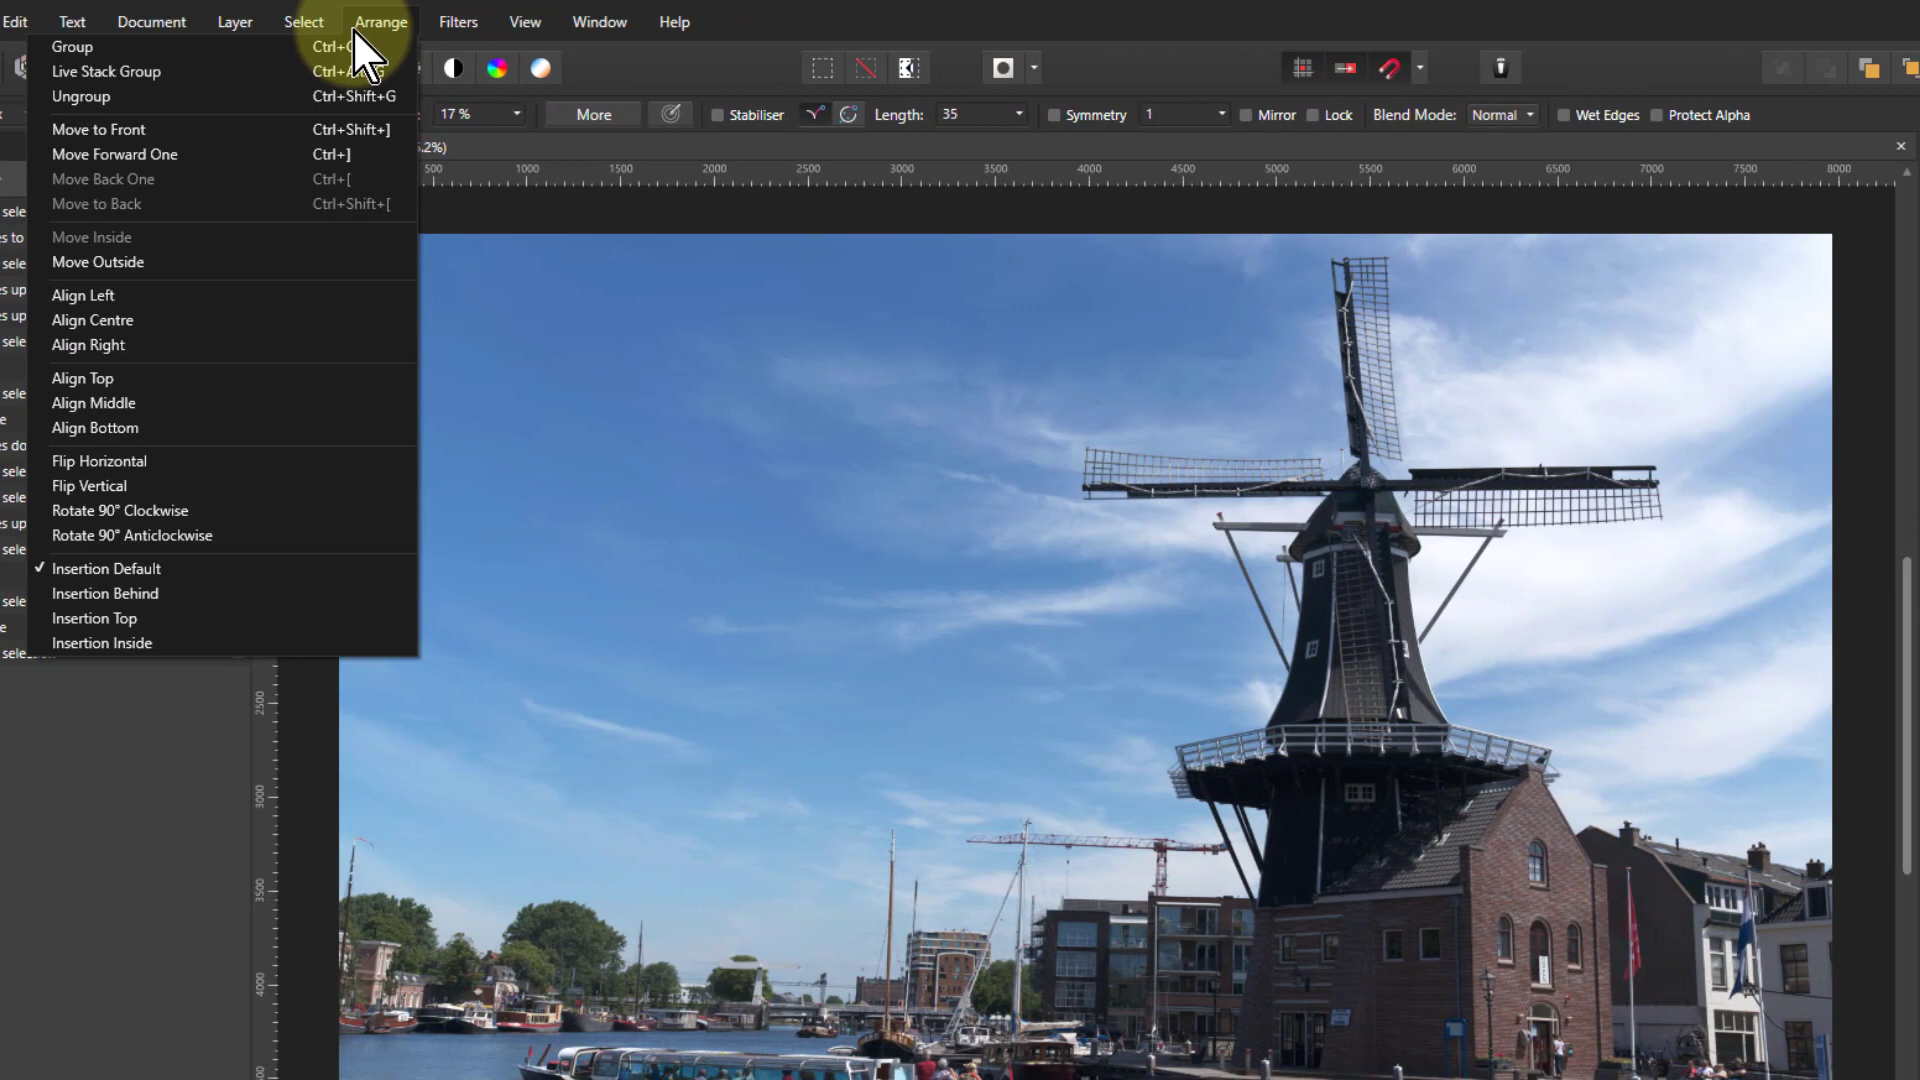 Edit Text Document Layer Select Arrange Filters View Window Help
Group
Live Stack Group
Ungroup Ctrl+Shift+G
17 % More Stabiliser Length: 35 Symmetry 1 Mirror Lock Blend Mode: Normal Wet Edges Protect Alpha
Move to Front Ctrl+Shift+]
Move Forward One Ctrl+]
Move Back One Ctrl+[
Move to Back Ctrl+Shift+[
.2%)
500 1000 1500 2000 2500 3000 3500 4000 4500 5000 5500 6000 6500 7000 7500 8000
Move Inside
Move Outside
Align Left
Align Centre
Align Right
Align Top
Align Middle
Align Bottom
Flip Horizontal
Flip Vertical
Rotate 90° Clockwise
Rotate 90° Anticlockwise
Insertion Default
Insertion Behind
Insertion Top
Insertion Inside
2500
3000
3500
4000